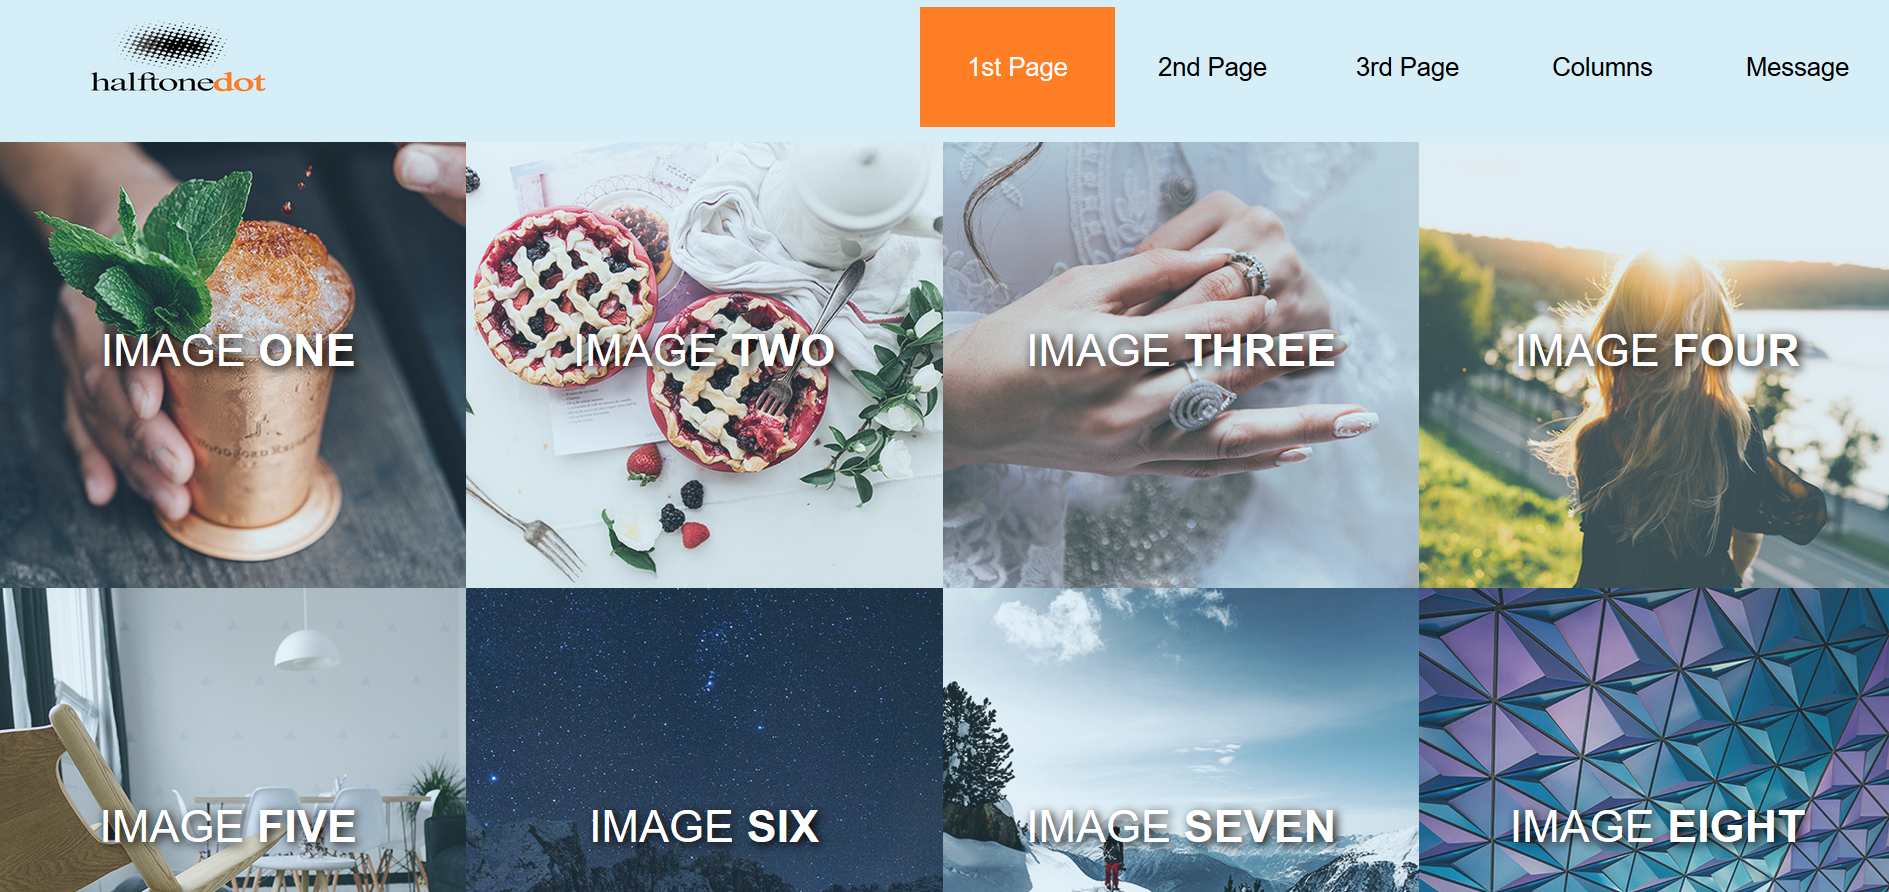 halftonedot
1st Page
2nd Page
3rd Page
Columns
Message
IMAGE ONE
IMAGE TWO
IMAGE THREE
IMAGE FOUR
IMAGE FIVE
IMAGE SIX
IMAGE SEVEN
IMAGE EIGHT